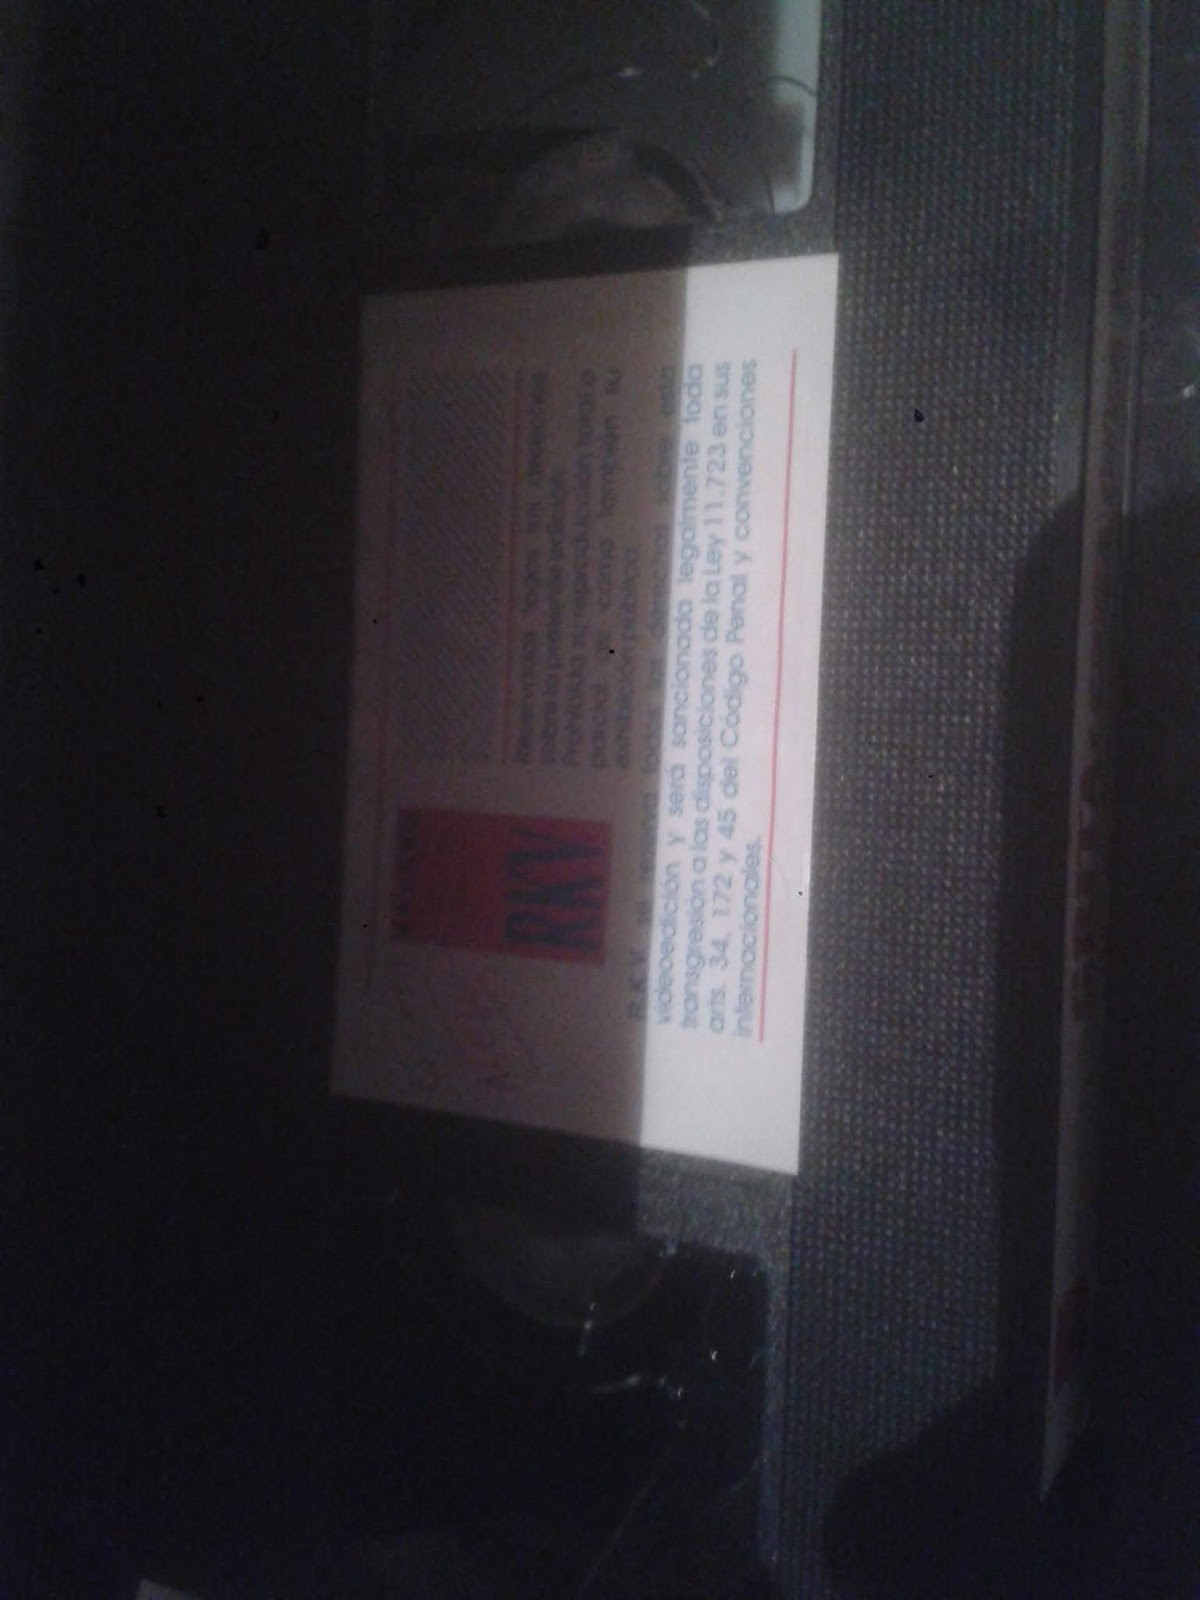 RKV
Reservados todos los derechos
sobre la presente edición.
Prohibida su reproducción total o
parcial, así como también su
exhibición pública
R K V se reserva todos los derechos sobre esta
videoedición y será sancionada legalmente toda
transgresión a las disposiciones de la Ley 11.723 en sus
arts. 34, 172 y 45 del Código Penal y convenciones
internacionales.